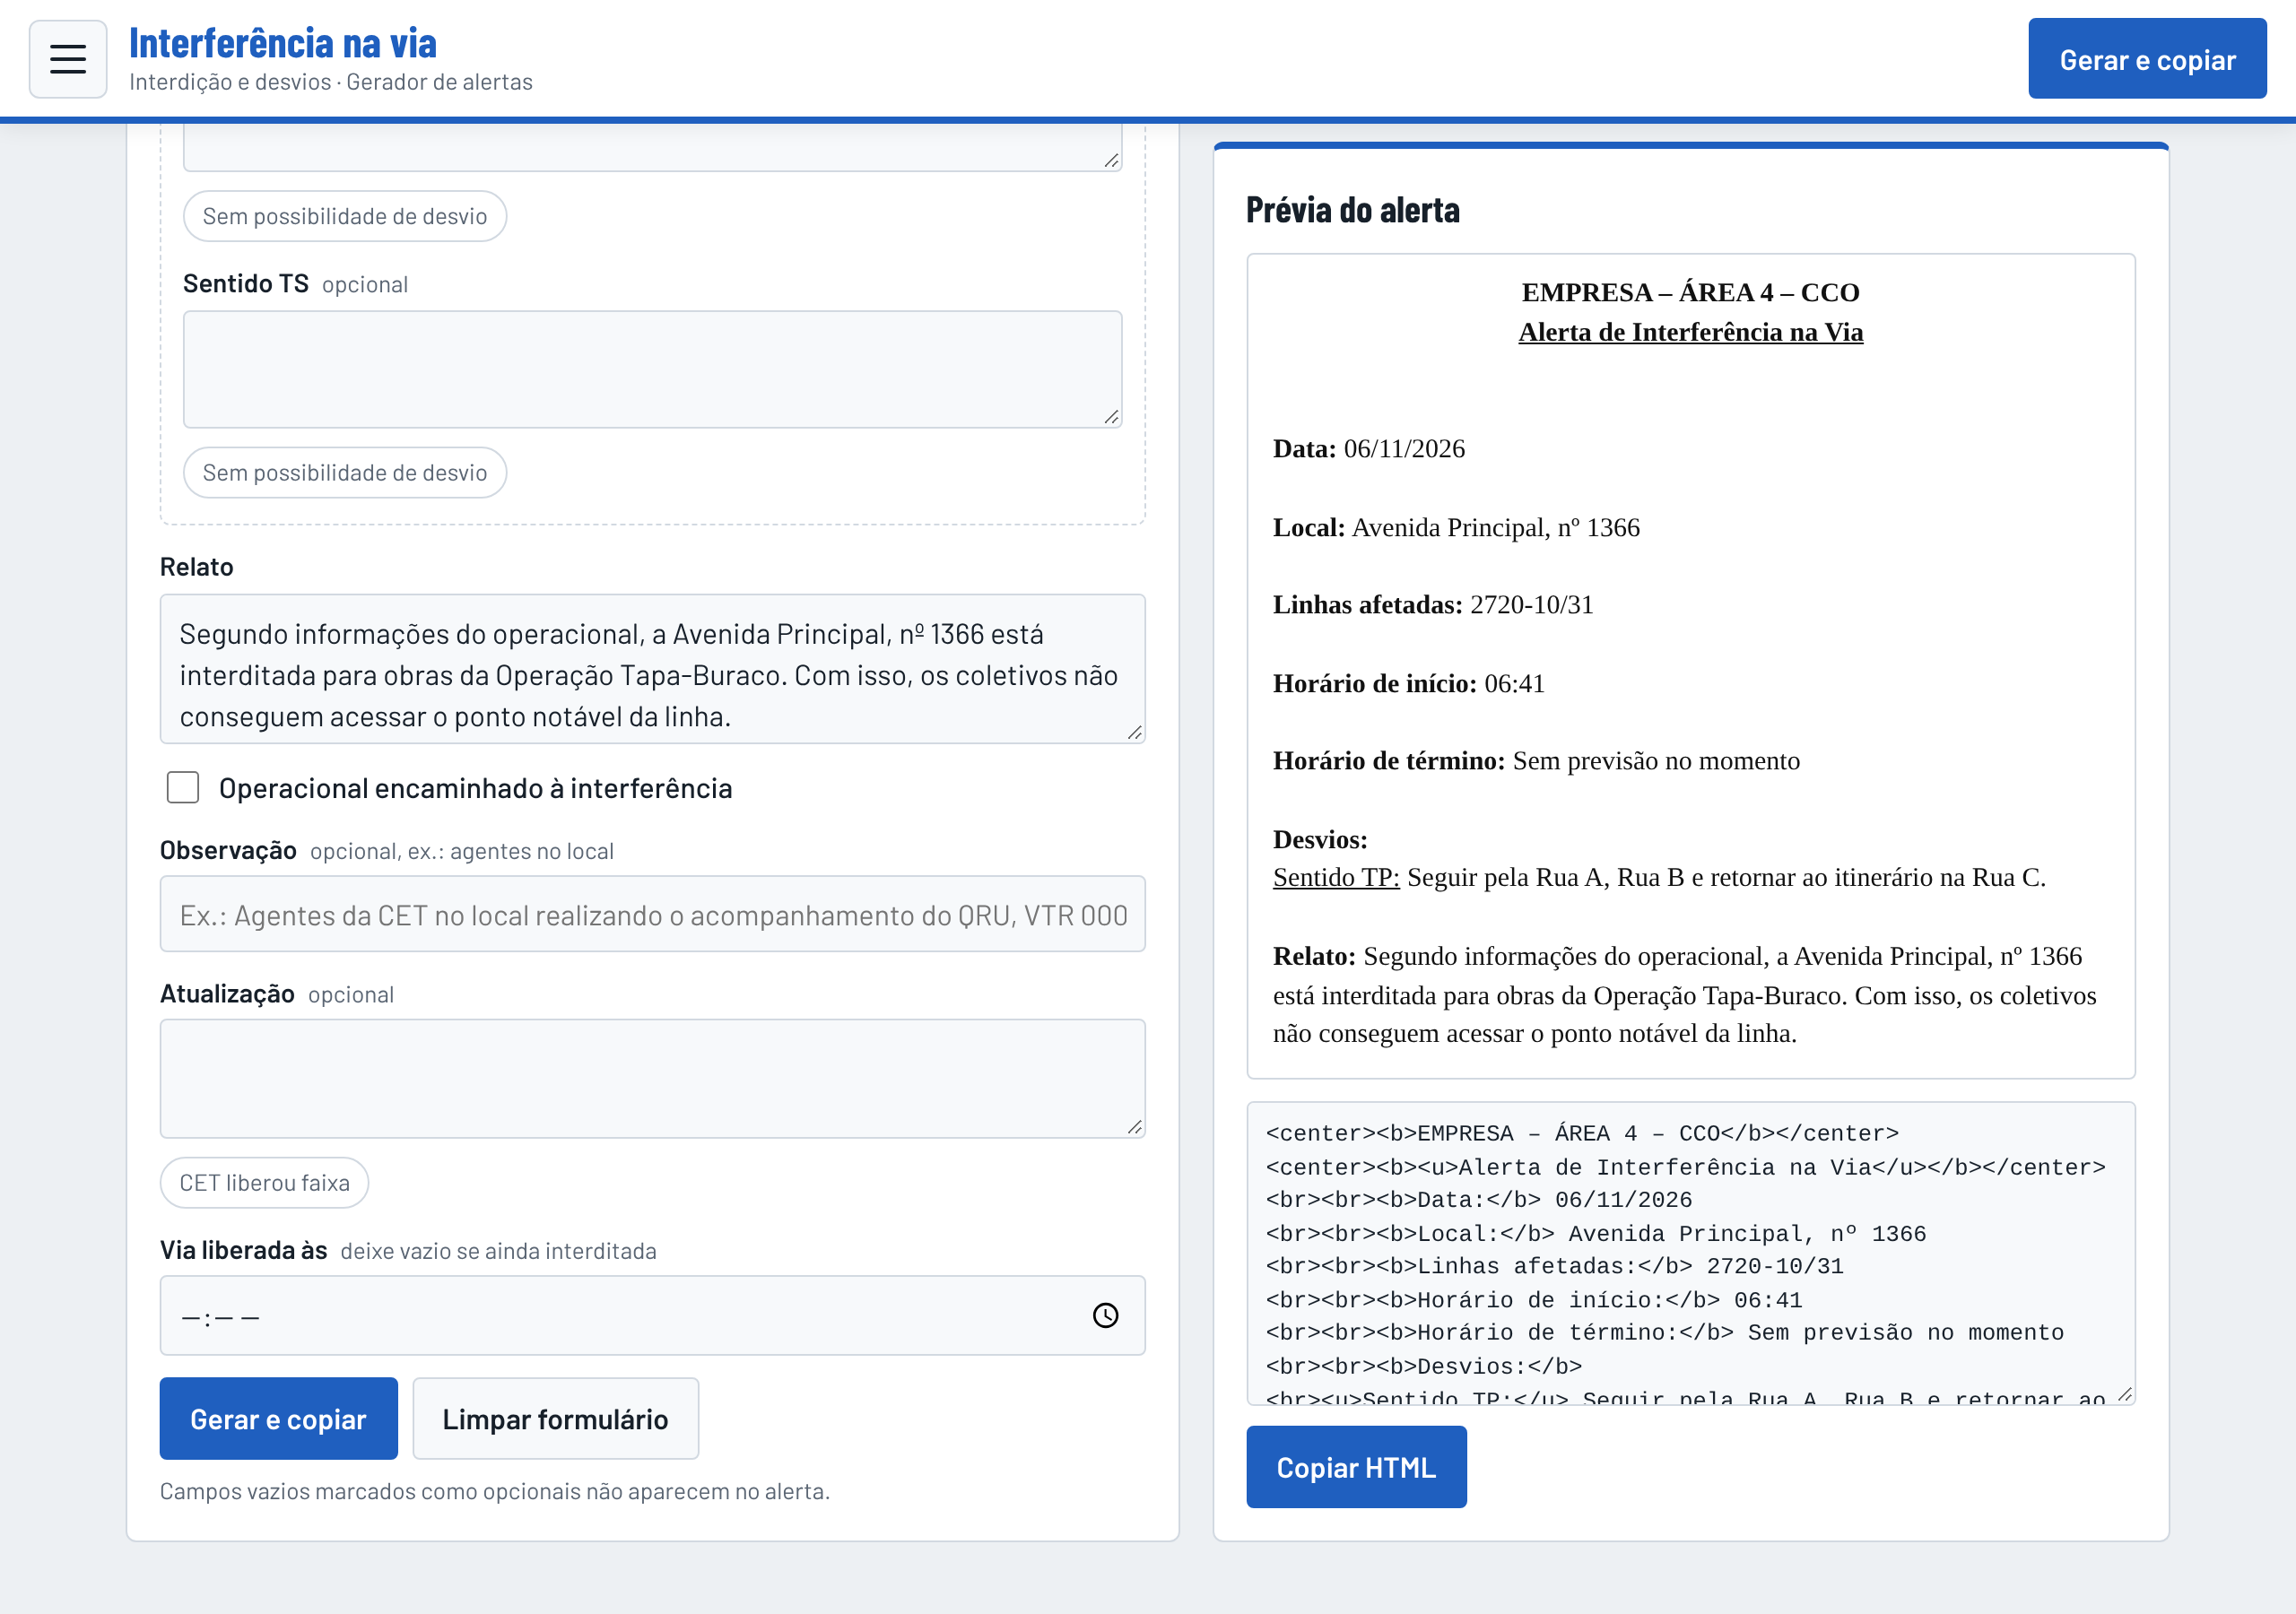 Interferência na via
Interdição e desvios · Gerador de alertas
Gerar e copiar
Sem possibilidade de desvio
Sentido TS opcional
Sem possibilidade de desvio
Relato
Segundo informações do operacional, a Avenida Principal, nº 1366 está
interditada para obras da Operação Tapa-Buraco. Com isso, os coletivos não
conseguem acessar o ponto notável da linha.
Operacional encaminhado à interferência
Observação opcional, ex.: agentes no local
Ex.: Agentes da CET no local realizando o acompanhamento do QRU, VTR 000
Atualização opcional
CET liberou faixa
Via liberada às deixe vazio se ainda interditada
–:– –
Gerar e copiar
Limpar formulário
Campos vazios marcados como opcionais não aparecem no alerta.
Prévia do alerta
EMPRESA – ÁREA 4 – CCO
Alerta de Interferência na Via
Data: 06/11/2026
Local: Avenida Principal, nº 1366
Linhas afetadas: 2720-10/31
Horário de início: 06:41
Horário de término: Sem previsão no momento
Desvios:
Sentido TP: Seguir pela Rua A, Rua B e retornar ao itinerário na Rua C.
Relato: Segundo informações do operacional, a Avenida Principal, nº 1366
está interditada para obras da Operação Tapa-Buraco. Com isso, os coletivos
não conseguem acessar o ponto notável da linha.
<center><b>EMPRESA – ÁREA 4 – CCO</b></center>
<center><b><u>Alerta de Interferência na Via</u></b></center>
<br><br><b>Data:</b> 06/11/2026
<br><br><b>Local:</b> Avenida Principal, nº 1366
<br><br><b>Linhas afetadas:</b> 2720-10/31
<br><br><b>Horário de início:</b> 06:41
<br><br><b>Horário de término:</b> Sem previsão no momento
<br><br><b>Desvios:</b>
<br><u>Sentido TP:</u> Seguir pela Rua A, Rua B e retornar ao
Copiar HTML